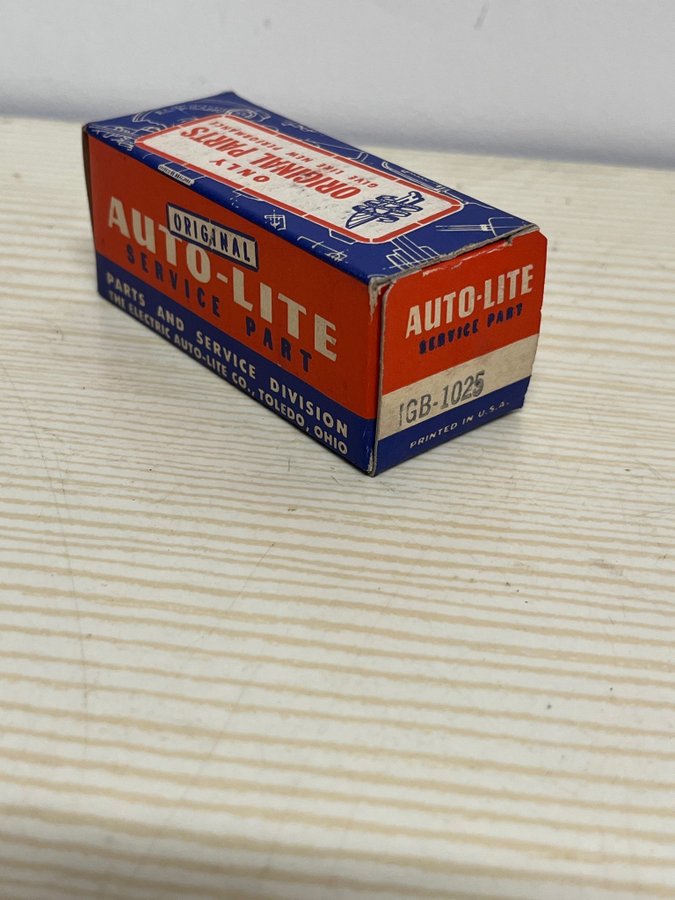 ONLY
ORIGINAL PARTS
GIVE LIKE NEW PERFORMANCE
ORIGINAL
AUTO-LITE
SERVICE PART
PARTS AND SERVICE DIVISION
THE ELECTRIC AUTO-LITE CO., TOLEDO, OHIO
AUTO-LITE
SERVICE PART
IGB-1025
PRINTED IN U.S.A.